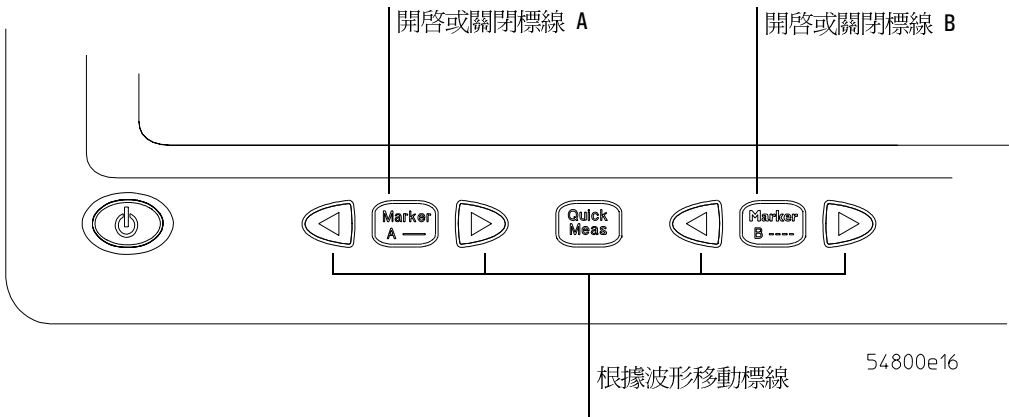 開啓或關閉標線 A
開啓或關閉標線 B
Marker
A —
Quick
Meas
Marker
B ----
根據波形移動標線
54800e16